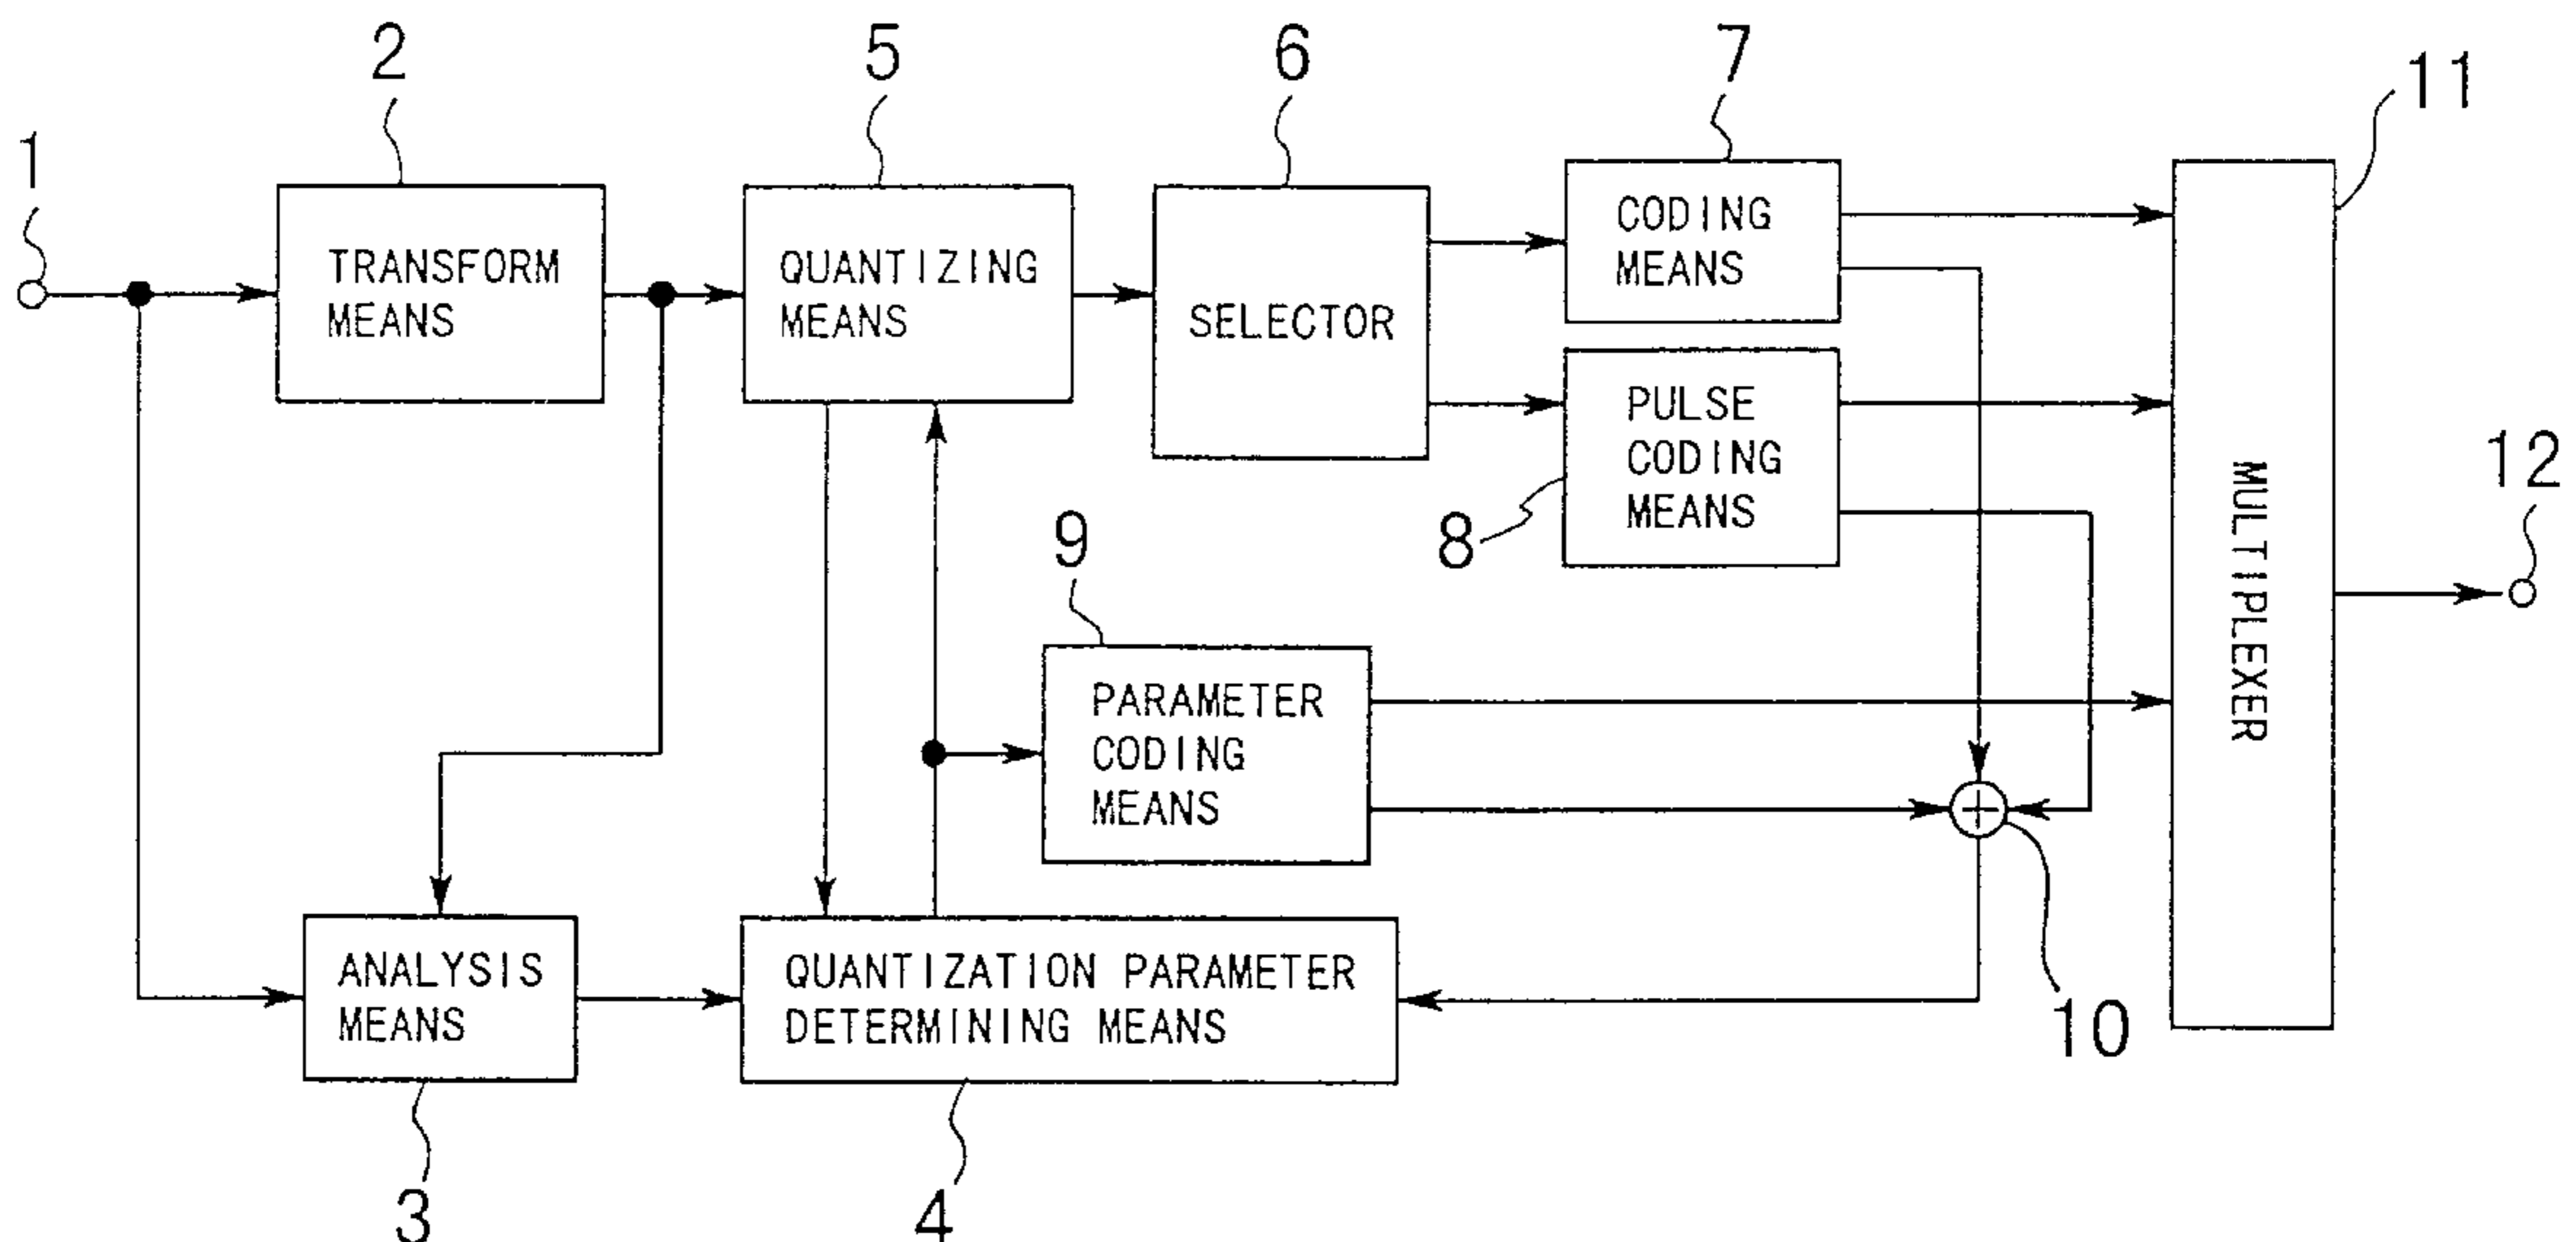 2
5
6
7
11
1
TRANSFORM
MEANS
QUANTIZING
MEANS
SELECTOR
CODING
MEANS
PULSE
CODING
MEANS
8
MULTIPLEXER
12
9
PARAMETER
CODING
MEANS
ANALYSIS
MEANS
QUANTIZATION PARAMETER
DETERMINING MEANS
10
3
4